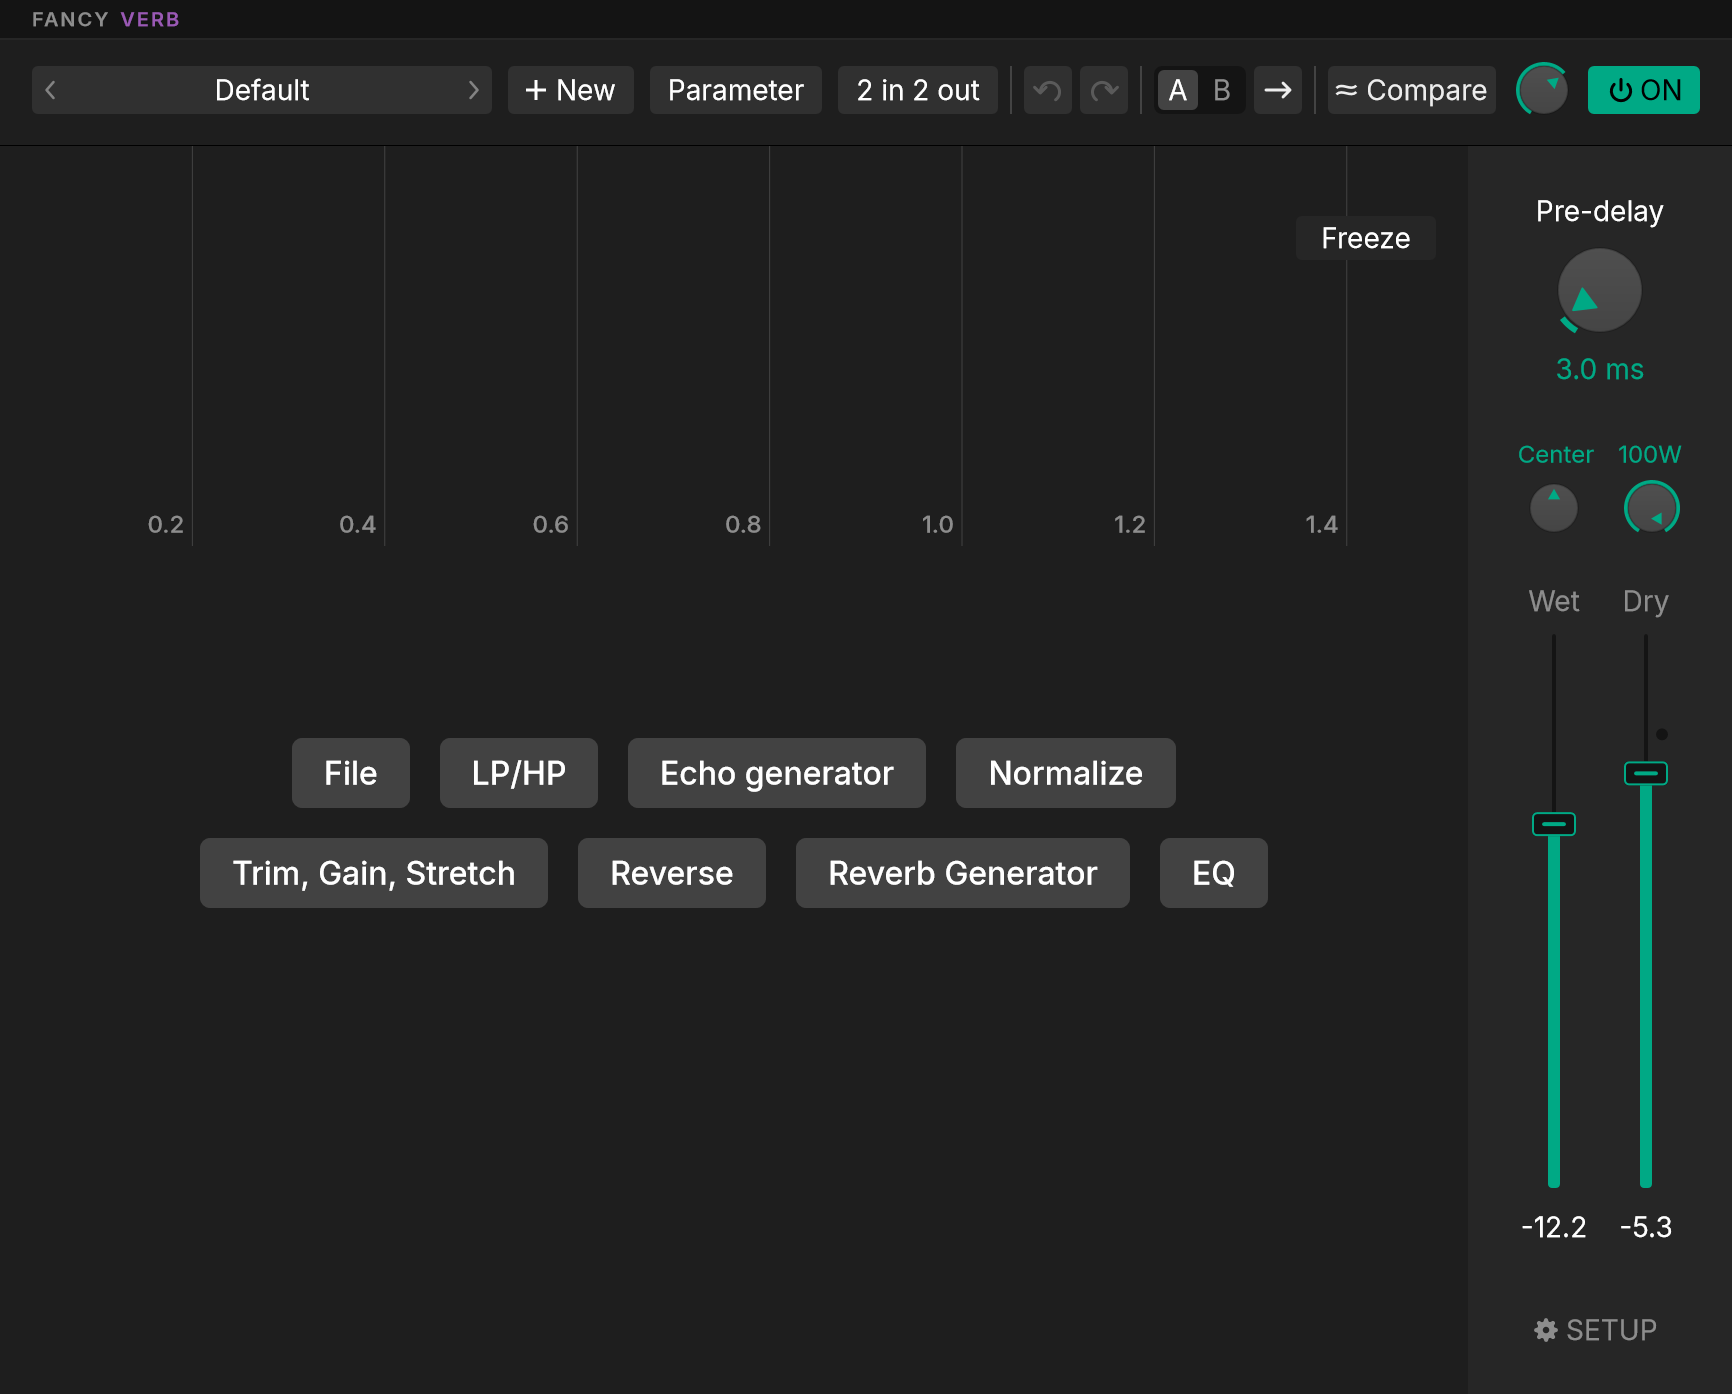 FANCY VERB
Default + New Parameter 2 in 2 out A B → ≈ Compare ON
Pre-delay
Freeze
3.0 ms
Center 100W
0.2 0.4 0.6 0.8 1.0 1.2 1.4
Wet Dry
File LP/HP Echo generator Normalize
Trim, Gain, Stretch Reverse Reverb Generator EQ
-12.2 -5.3
SETUP